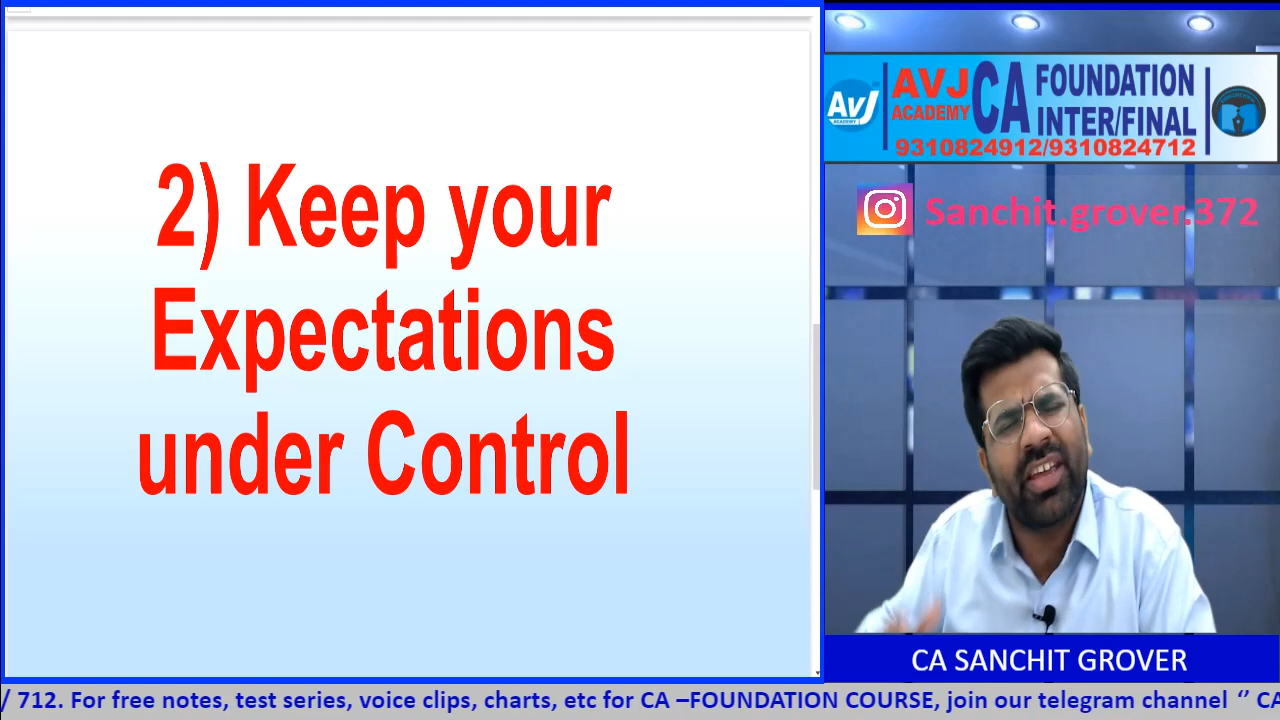 2) Keep your
Expectations
under Control
AVJ
ACADEMY
AVJ
ACADEMY
CA
FOUNDATION
INTER/FINAL
9310824912/9310824712
Sanchit.grover.372
CA SANCHIT GROVER
/ 712. For free notes, test series, voice clips, charts, etc for CA –FOUNDATION COURSE, join our telegram channel “ CA